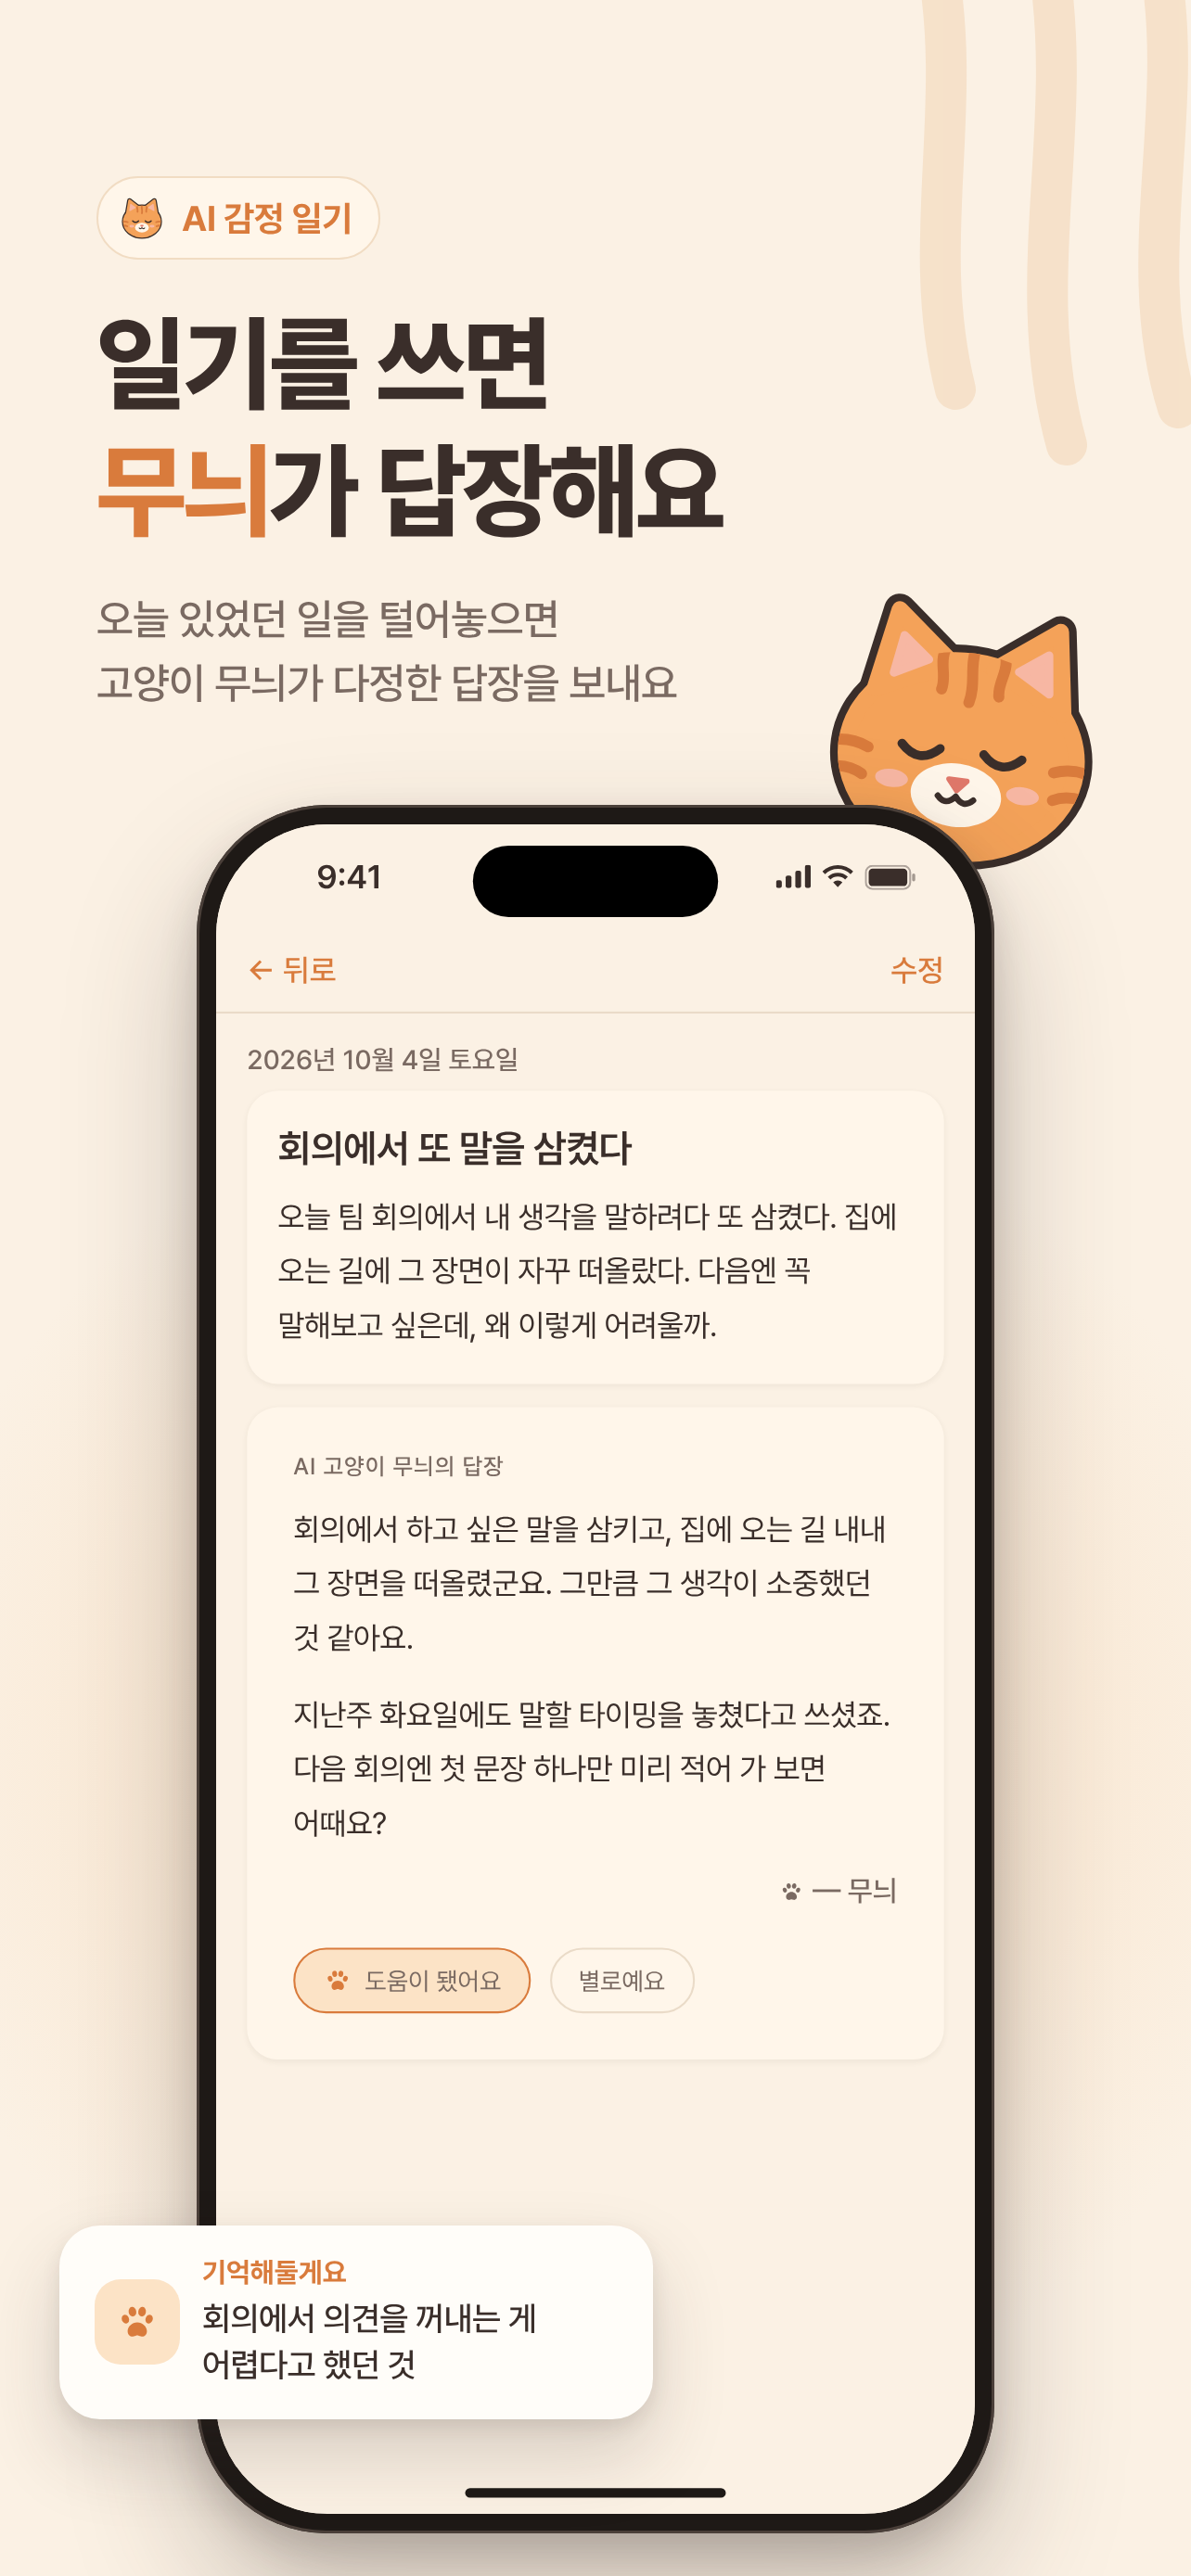 AI 감정 일기
일기를 쓰면
무늬가 답장해요
오늘 있었던 일을 털어놓으면
고양이 무늬가 다정한 답장을 보내요
9:41
← 뒤로
수정
2026년 10월 4일 토요일
회의에서 또 말을 삼켰다
오늘 팀 회의에서 내 생각을 말하려다 또 삼켰다. 집에
오는 길에 그 장면이 자꾸 떠올랐다. 다음엔 꼭
말해보고 싶은데, 왜 이렇게 어려울까.
AI 고양이 무늬의 답장
회의에서 하고 싶은 말을 삼키고, 집에 오는 길 내내
그 장면을 떠올렸군요. 그만큼 그 생각이 소중했던
것 같아요.
지난주 화요일에도 말할 타이밍을 놓쳤다고 쓰셨죠.
다음 회의엔 첫 문장 하나만 미리 적어 가 보면
어때요?
— 무늬
도움이 됐어요
별로예요
기억해둘게요
회의에서 의견을 꺼내는 게
어렵다고 했던 것